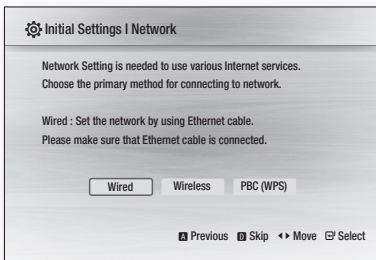 Initial Settings I Network
Network Setting is needed to use various Internet services.
Choose the primary method for connecting to network.
Wired : Set the network by using Ethernet cable.
Please make sure that Ethernet cable is connected.
Wired Wireless PBC (WPS)
A Previous D Skip Move Select